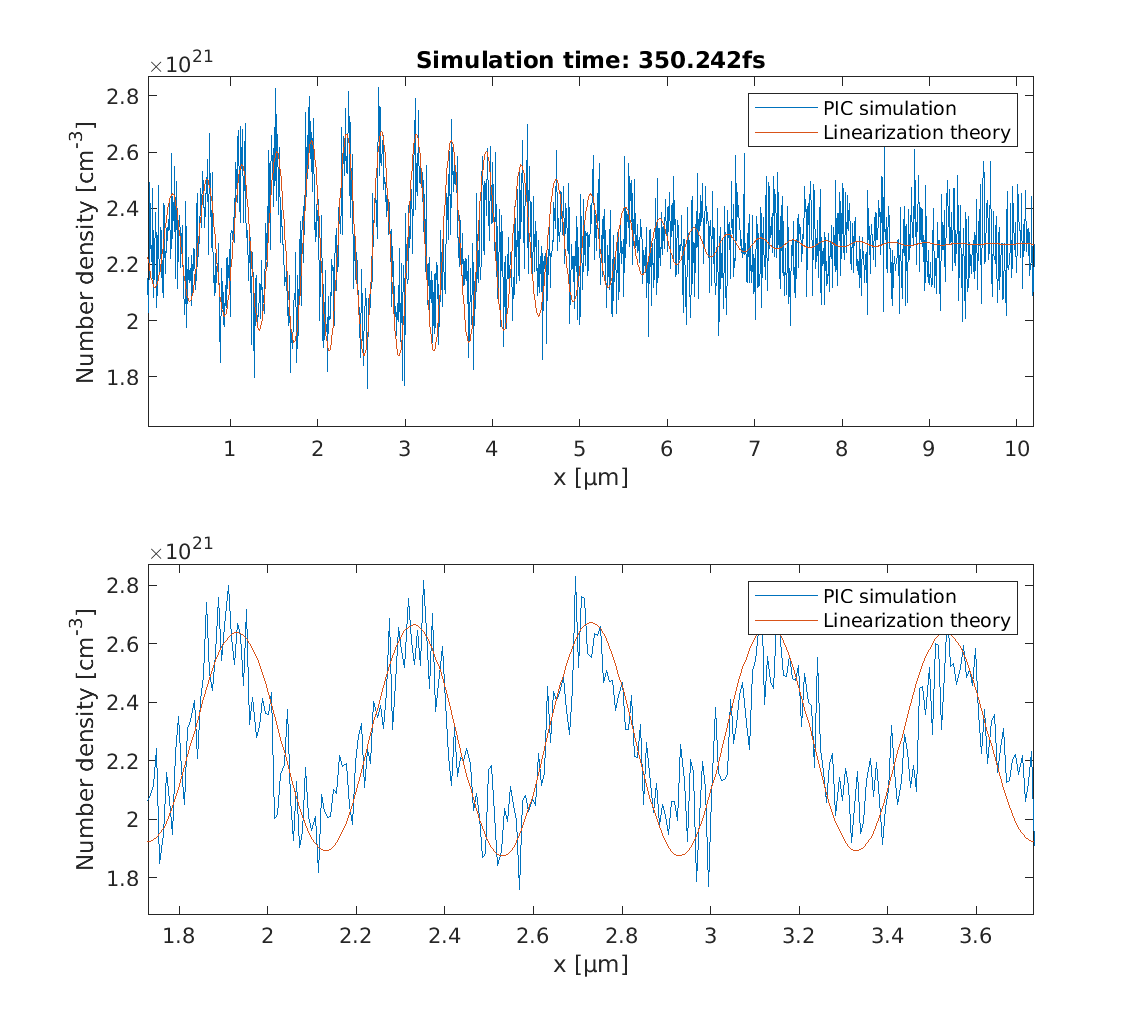 Simulation time: 350.242fs
×10^21
2.8
2.6
2.4
2.2
2
1.8
Number density [cm^-3]
PIC simulation
Linearization theory
1 2 3 4 5 6 7 8 9 10
x [μm]
×10^21
2.8
2.6
2.4
2.2
2
1.8
Number density [cm^-3]
PIC simulation
Linearization theory
1.8 2 2.2 2.4 2.6 2.8 3 3.2 3.4 3.6
x [μm]